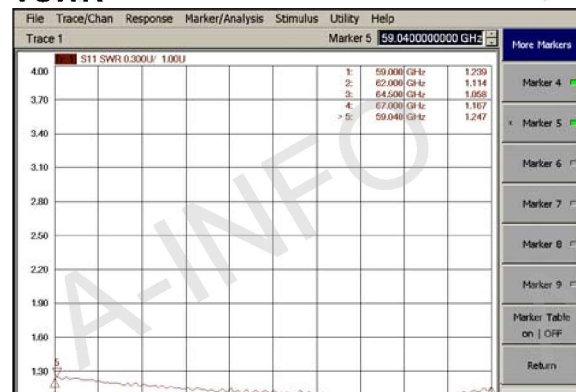 File Trace/Chan Response Marker/Analysis Stimulus Utility Help
Trace 1 Marker 5 59.0400000000 GHz
More Markers
S11 SWR 0.300U/ 1.00U
4.00
1: 59.000 GHz 1.239
2: 62.000 GHz 1.114
3: 64.500 GHz 1.058
4: 67.000 GHz 1.167
> 5: 59.040 GHz 1.247
Marker 4
Marker 5
3.70
3.40
Marker 6
3.10
2.80
Marker 7
2.50
Marker 8
2.20
Marker 9
1.90
Marker Table
on | OFF
1.60
Return
5
1.30
A-INFO